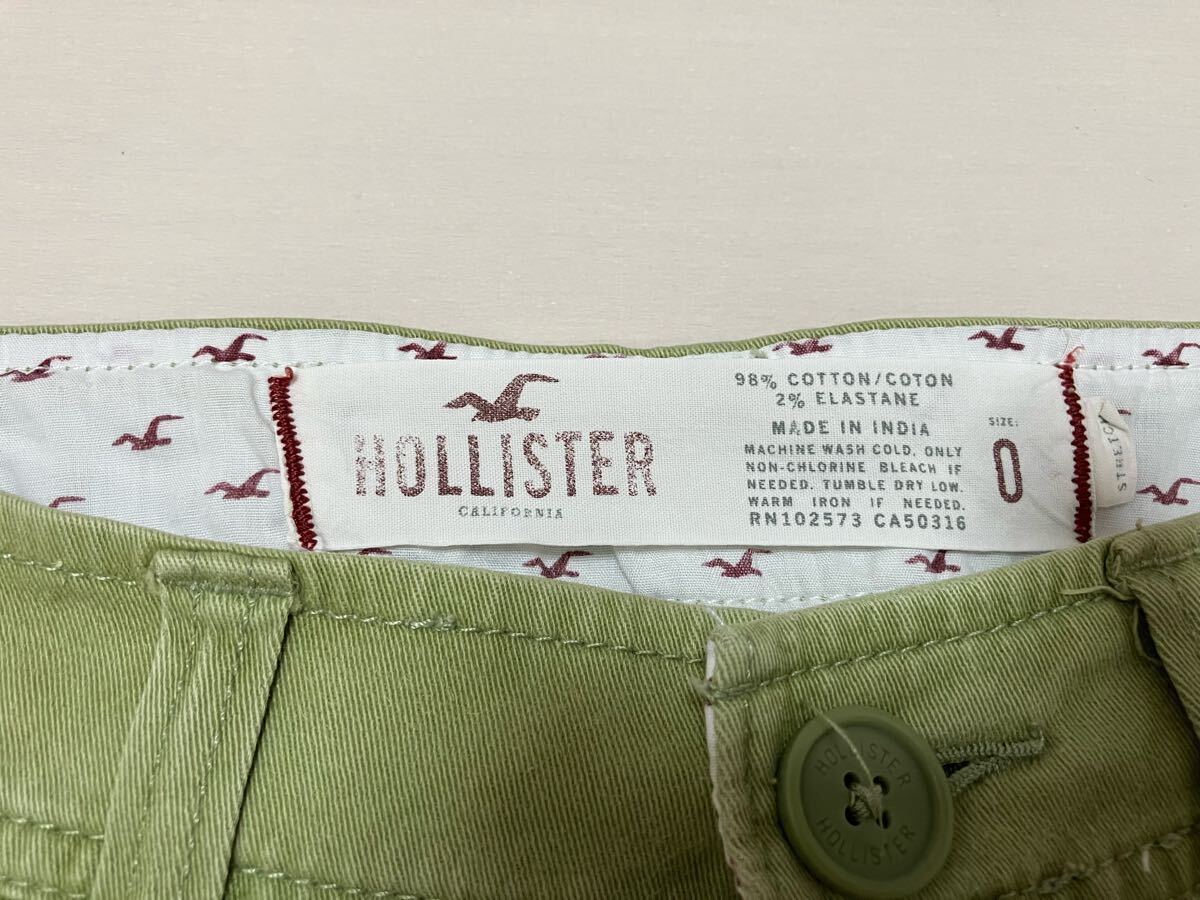 HOLLISTER
CALIFORNIA
98% COTTON/COTON
2% ELASTANE
MADE IN INDIA
MACHINE WASH COLD. ONLY
NON-CHLORINE BLEACH IF
NEEDED. TUMBLE DRY LOW.
WARM IRON IF NEEDED.
RN102573 CA50316
SIZE:
0
HOLLISTER
HOLLISTER